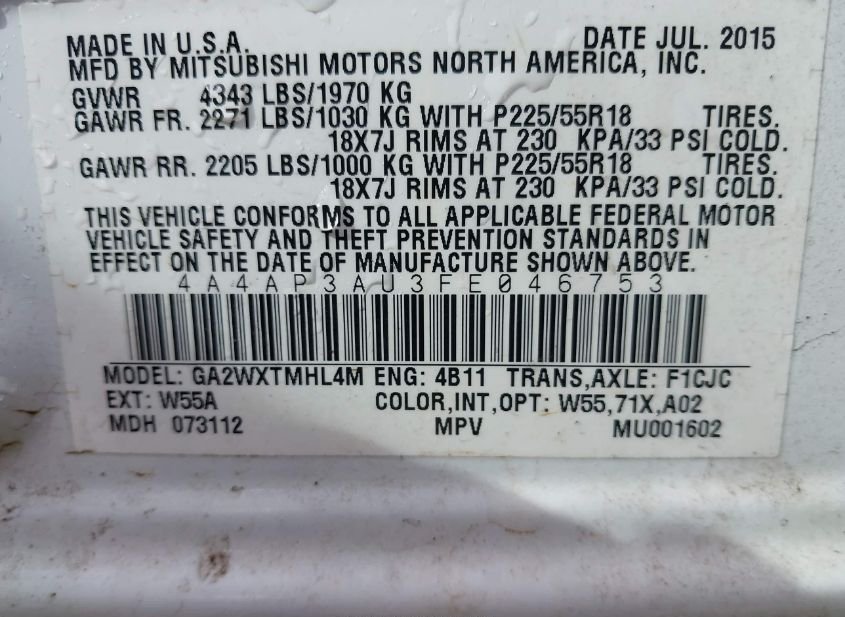 MADE IN U.S.A. DATE JUL. 2015
MFD BY MITSUBISHI MOTORS NORTH AMERICA, INC.
GVWR 4343 LBS/1970 KG
GAWR FR. 2271 LBS/1030 KG WITH P225/55R18 TIRES.
18X7J RIMS AT 230 KPA/33 PSI COLD.
GAWR RR. 2205 LBS/1000 KG WITH P225/55R18 TIRES.
18X7J RIMS AT 230 KPA/33 PSI COLD.
THIS VEHICLE CONFORMS TO ALL APPLICABLE FEDERAL MOTOR
VEHICLE SAFETY AND THEFT PREVENTION STANDARDS IN
EFFECT ON THE DATE OF MANUFACTURE SHOWN ABOVE.
4A4AP3AU3FE046753
MODEL: GA2WXTMHL4M ENG: 4B11 TRANS,AXLE: F1CJC
EXT: W55A COLOR,INT,OPT: W55,71X,A02
MDH 073112 MPV MU001602